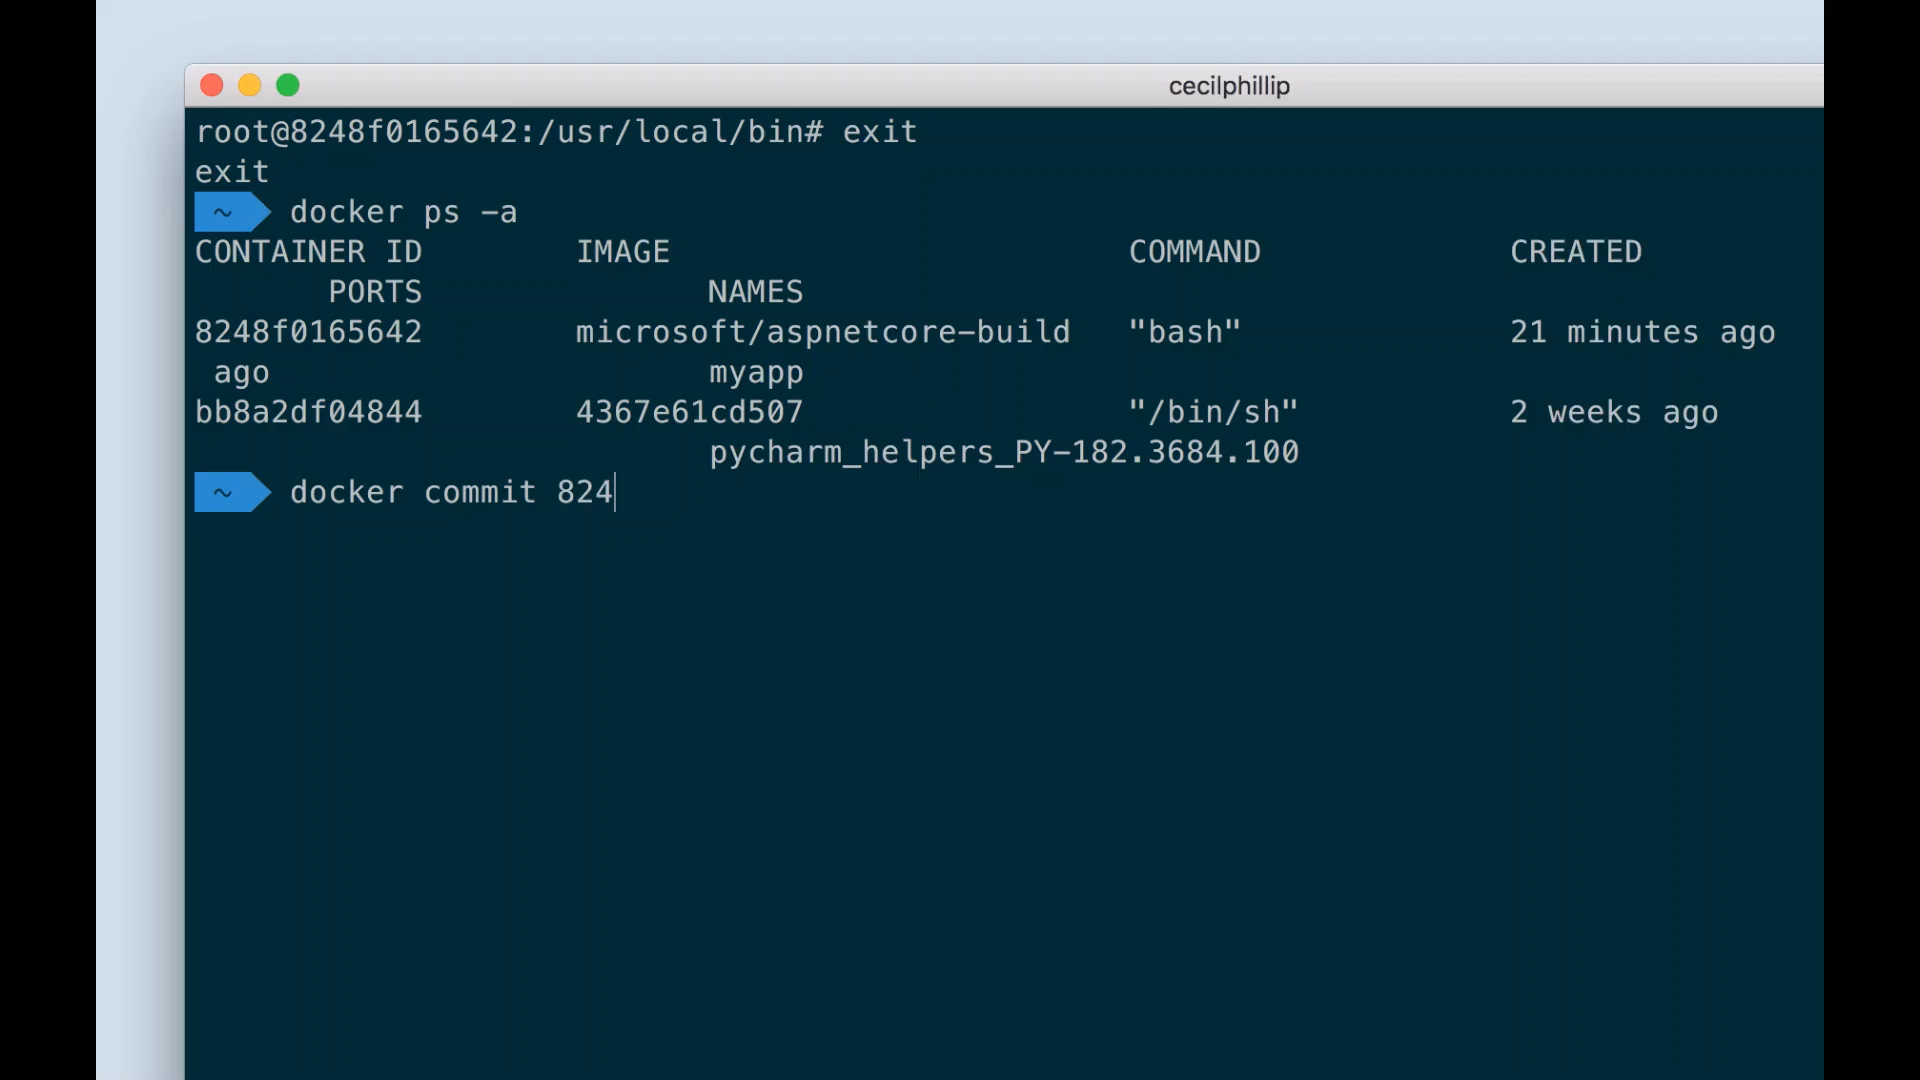 cecilphillip
root@8248f0165642:/usr/local/bin# exit
exit
~ docker ps -a
CONTAINER ID IMAGE COMMAND CREATED
PORTS NAMES
8248f0165642 microsoft/aspnetcore-build "bash" 21 minutes ago
ago myapp
bb8a2df04844 4367e61cd507 "/bin/sh" 2 weeks ago
pycharm_helpers_PY-182.3684.100
~ docker commit 824